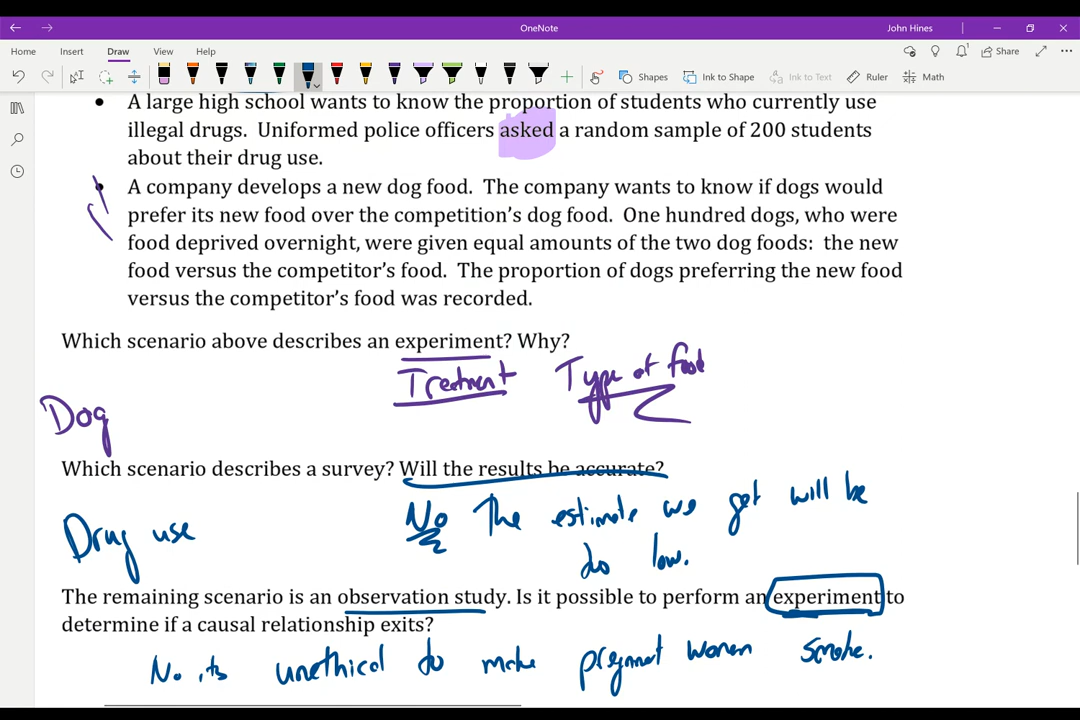 OneNote
John Hines
Home Insert Draw View Help
Share
Shapes Ink to Shape Ink to Text Ruler Math
• A large high school wants to know the proportion of students who currently use
illegal drugs. Uniformed police officers asked a random sample of 200 students
about their drug use.
• A company develops a new dog food. The company wants to know if dogs would
prefer its new food over the competition's dog food. One hundred dogs, who were
food deprived overnight, were given equal amounts of the two dog foods: the new
food versus the competitor's food. The proportion of dogs preferring the new food
versus the competitor's food was recorded.
Which scenario above describes an experiment? Why?
Treatment Type of food
Dog
Which scenario describes a survey? Will the results be accurate?
No The estimate we get will be
Drug use
to low.
The remaining scenario is an observation study. Is it possible to perform an experiment to
determine if a causal relationship exits?
No its unethical to make pregnant women smoke.